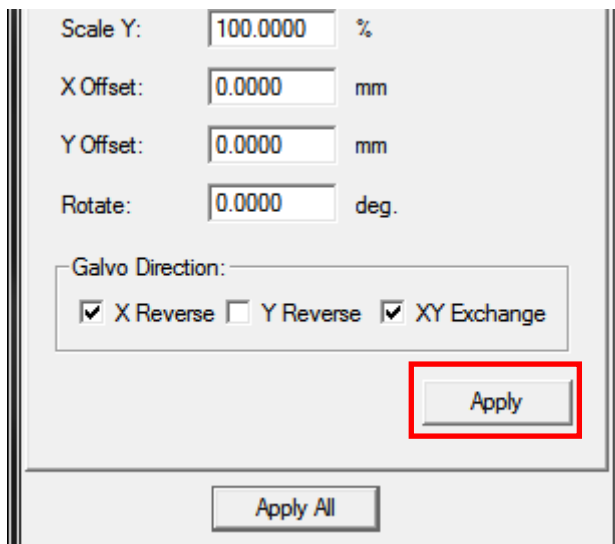 Scale Y: 100.0000 %
X Offset: 0.0000 mm
Y Offset: 0.0000 mm
Rotate: 0.0000 deg.
Galvo Direction:
X Reverse Y Reverse XY Exchange
Apply
Apply All